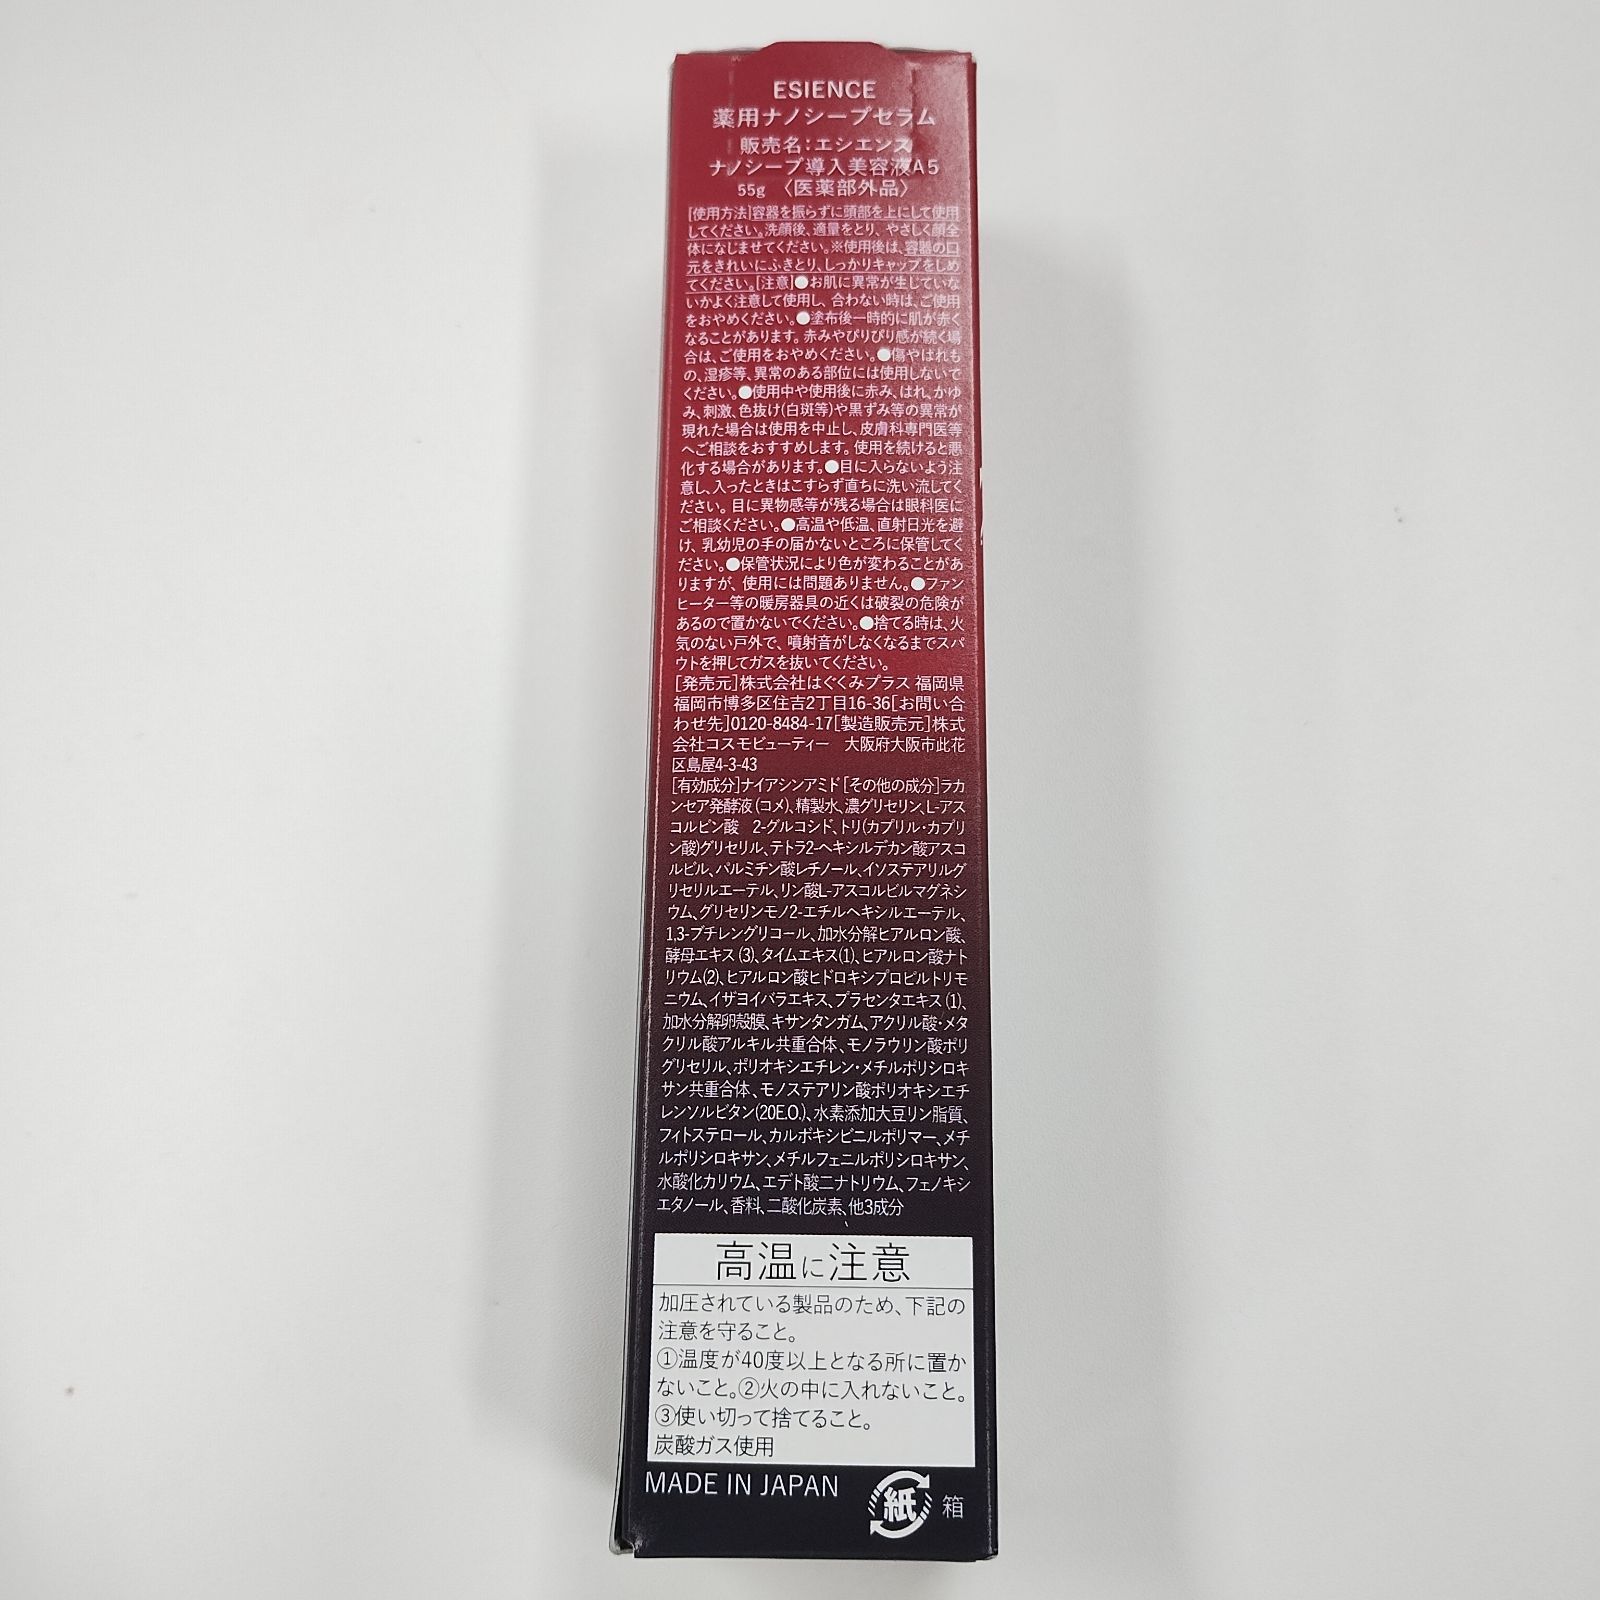 ESIENCE
薬用ナノシープセラム
販売名:エシエンス
ナノシープ導入美容液A5
55g 〈医薬部外品〉
[使用方法]容器を振らずに頭部を上にして使用
してください。洗顔後、適量をとり、やさしく顔全
体になじませてください。※使用後は、容器の口
元をきれいにふきとり、しっかりキャップをしめ
てください。[注意]●お肌に異常が生じていな
いかよく注意して使用し、合わない時は、ご使用
をおやめください。●塗布後一時的に肌が赤く
なることがあります。赤みやぴりぴり感が続く場
合は、ご使用をおやめください。●傷やはれも
の、湿疹等、異常のある部位には使用しないで
ください。●使用中や使用後に赤み、はれ、かゆ
み、刺激、色抜け(白斑等)や黒ずみ等の異常が
現れた場合は使用を中止し、皮膚科専門医等
へご相談をおすすめします。使用を続けると悪
化する場合があります。●目に入らないよう注
意し、入ったときはこすらず直ちに洗い流してく
ださい。目に異物感等が残る場合は眼科医に
ご相談ください。●高温や低温、直射日光を避
け、乳幼児の手の届かないところに保管してく
ださい。●保管状況により色が変わることがあ
りますが、使用には問題ありません。●ファン
ヒーター等の暖房器具の近くは破裂の危険が
あるので置かないでください。●捨てる時は、火
気のない戸外で、噴射音がしなくなるまでスパ
ウトを押してガスを抜いてください。
[発売元]株式会社はぐくみプラス 福岡県
福岡市博多区住吉2丁目16-36[お問い合
わせ先]0120-8484-17[製造販売元]株式
会社コスモビューティー 大阪府大阪市此花
区島屋4-3-43
[有効成分]ナイアシンアミド[その他の成分]ラカ
ンセア発酵液(コメ)、精製水、濃グリセリン、L-アス
コルビン酸 2-グルコシド、トリ(カプリル・カプリ
ン酸)グリセリル、テトラ2-ヘキシルデカン酸アスコ
ルビル、パルミチン酸レチノール、イソステアリルグ
リセリルエーテル、リン酸L-アスコルビルマグネシ
ウム、グリセリンモノ2-エチルヘキシルエーテル、
1,3-ブチレングリコール、加水分解ヒアルロン酸、
酵母エキス(3)、タイムエキス(1)、ヒアルロン酸ナト
リウム(2)、ヒアルロン酸ヒドロキシプロピルトリモ
ニウム、イザヨイバラエキス、プラセンタエキス(1)、
加水分解卵殻膜、キサンタンガム、アクリル酸・メタ
クリル酸アルキル共重合体、モノラウリン酸ポリ
グリセリル、ポリオキシエチレン・メチルポリシロキ
サン共重合体、モノステアリン酸ポリオキシエチ
レンソルビタン(20E.O.)、水素添加大豆リン脂質、
フィトステロール、カルボキシビニルポリマー、メチ
ルポリシロキサン、メチルフェニルポリシロキサン、
水酸化カリウム、エデト酸二ナトリウム、フェノキシ
エタノール、香料、二酸化炭素、他3成分
高温に注意
加圧されている製品のため、下記の
注意を守ること。
①温度が40度以上となる所に置か
ないこと。②火の中に入れないこと。
③使い切って捨てること。
炭酸ガス使用
MADE IN JAPAN
紙 箱